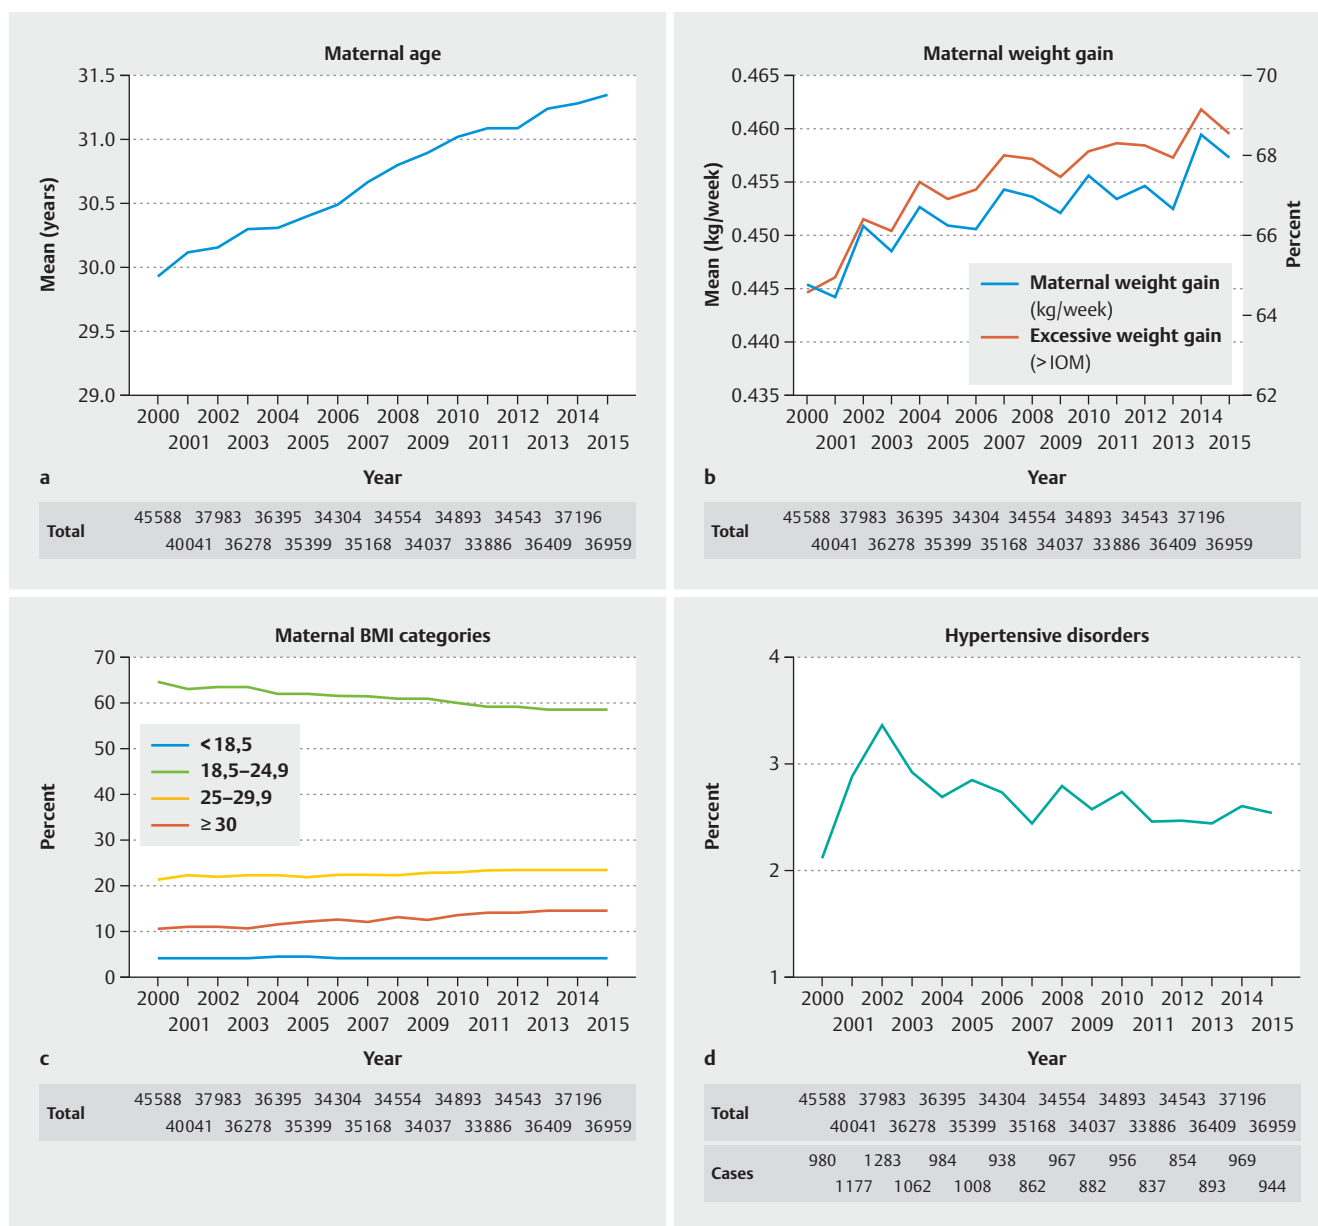 Maternal age
31.5
31.0
30.5
30.0
29.5
29.0
Mean (years)
2000 2002 2004 2006 2008 2010 2012 2014
2001 2003 2005 2007 2009 2011 2013 2015
a
Year
Total
45588 37983 36395 34304 34554 34893 34543 37196
40041 36278 35399 35168 34037 33886 36409 36959
Maternal weight gain
0.465
0.460
0.455
0.450
0.445
0.440
0.435
Mean (kg/week)
70
68
66
64
62
Percent
Maternal weight gain
(kg/week)
Excessive weight gain
(> IOM)
2000 2002 2004 2006 2008 2010 2012 2014
2001 2003 2005 2007 2009 2011 2013 2015
b
Year
Total
45588 37983 36395 34304 34554 34893 34543 37196
40041 36278 35399 35168 34037 33886 36409 36959
Maternal BMI categories
70
60
50
40
30
20
10
0
Percent
< 18,5
18,5–24,9
25–29,9
≥ 30
2000 2002 2004 2006 2008 2010 2012 2014
2001 2003 2005 2007 2009 2011 2013 2015
c
Year
Total
45588 37983 36395 34304 34554 34893 34543 37196
40041 36278 35399 35168 34037 33886 36409 36959
Hypertensive disorders
4
3
2
1
Percent
2000 2002 2004 2006 2008 2010 2012 2014
2001 2003 2005 2007 2009 2011 2013 2015
d
Year
Total
45588 37983 36395 34304 34554 34893 34543 37196
40041 36278 35399 35168 34037 33886 36409 36959
Cases
980 1283 984 938 967 956 854 969
1177 1062 1008 862 882 837 893 944